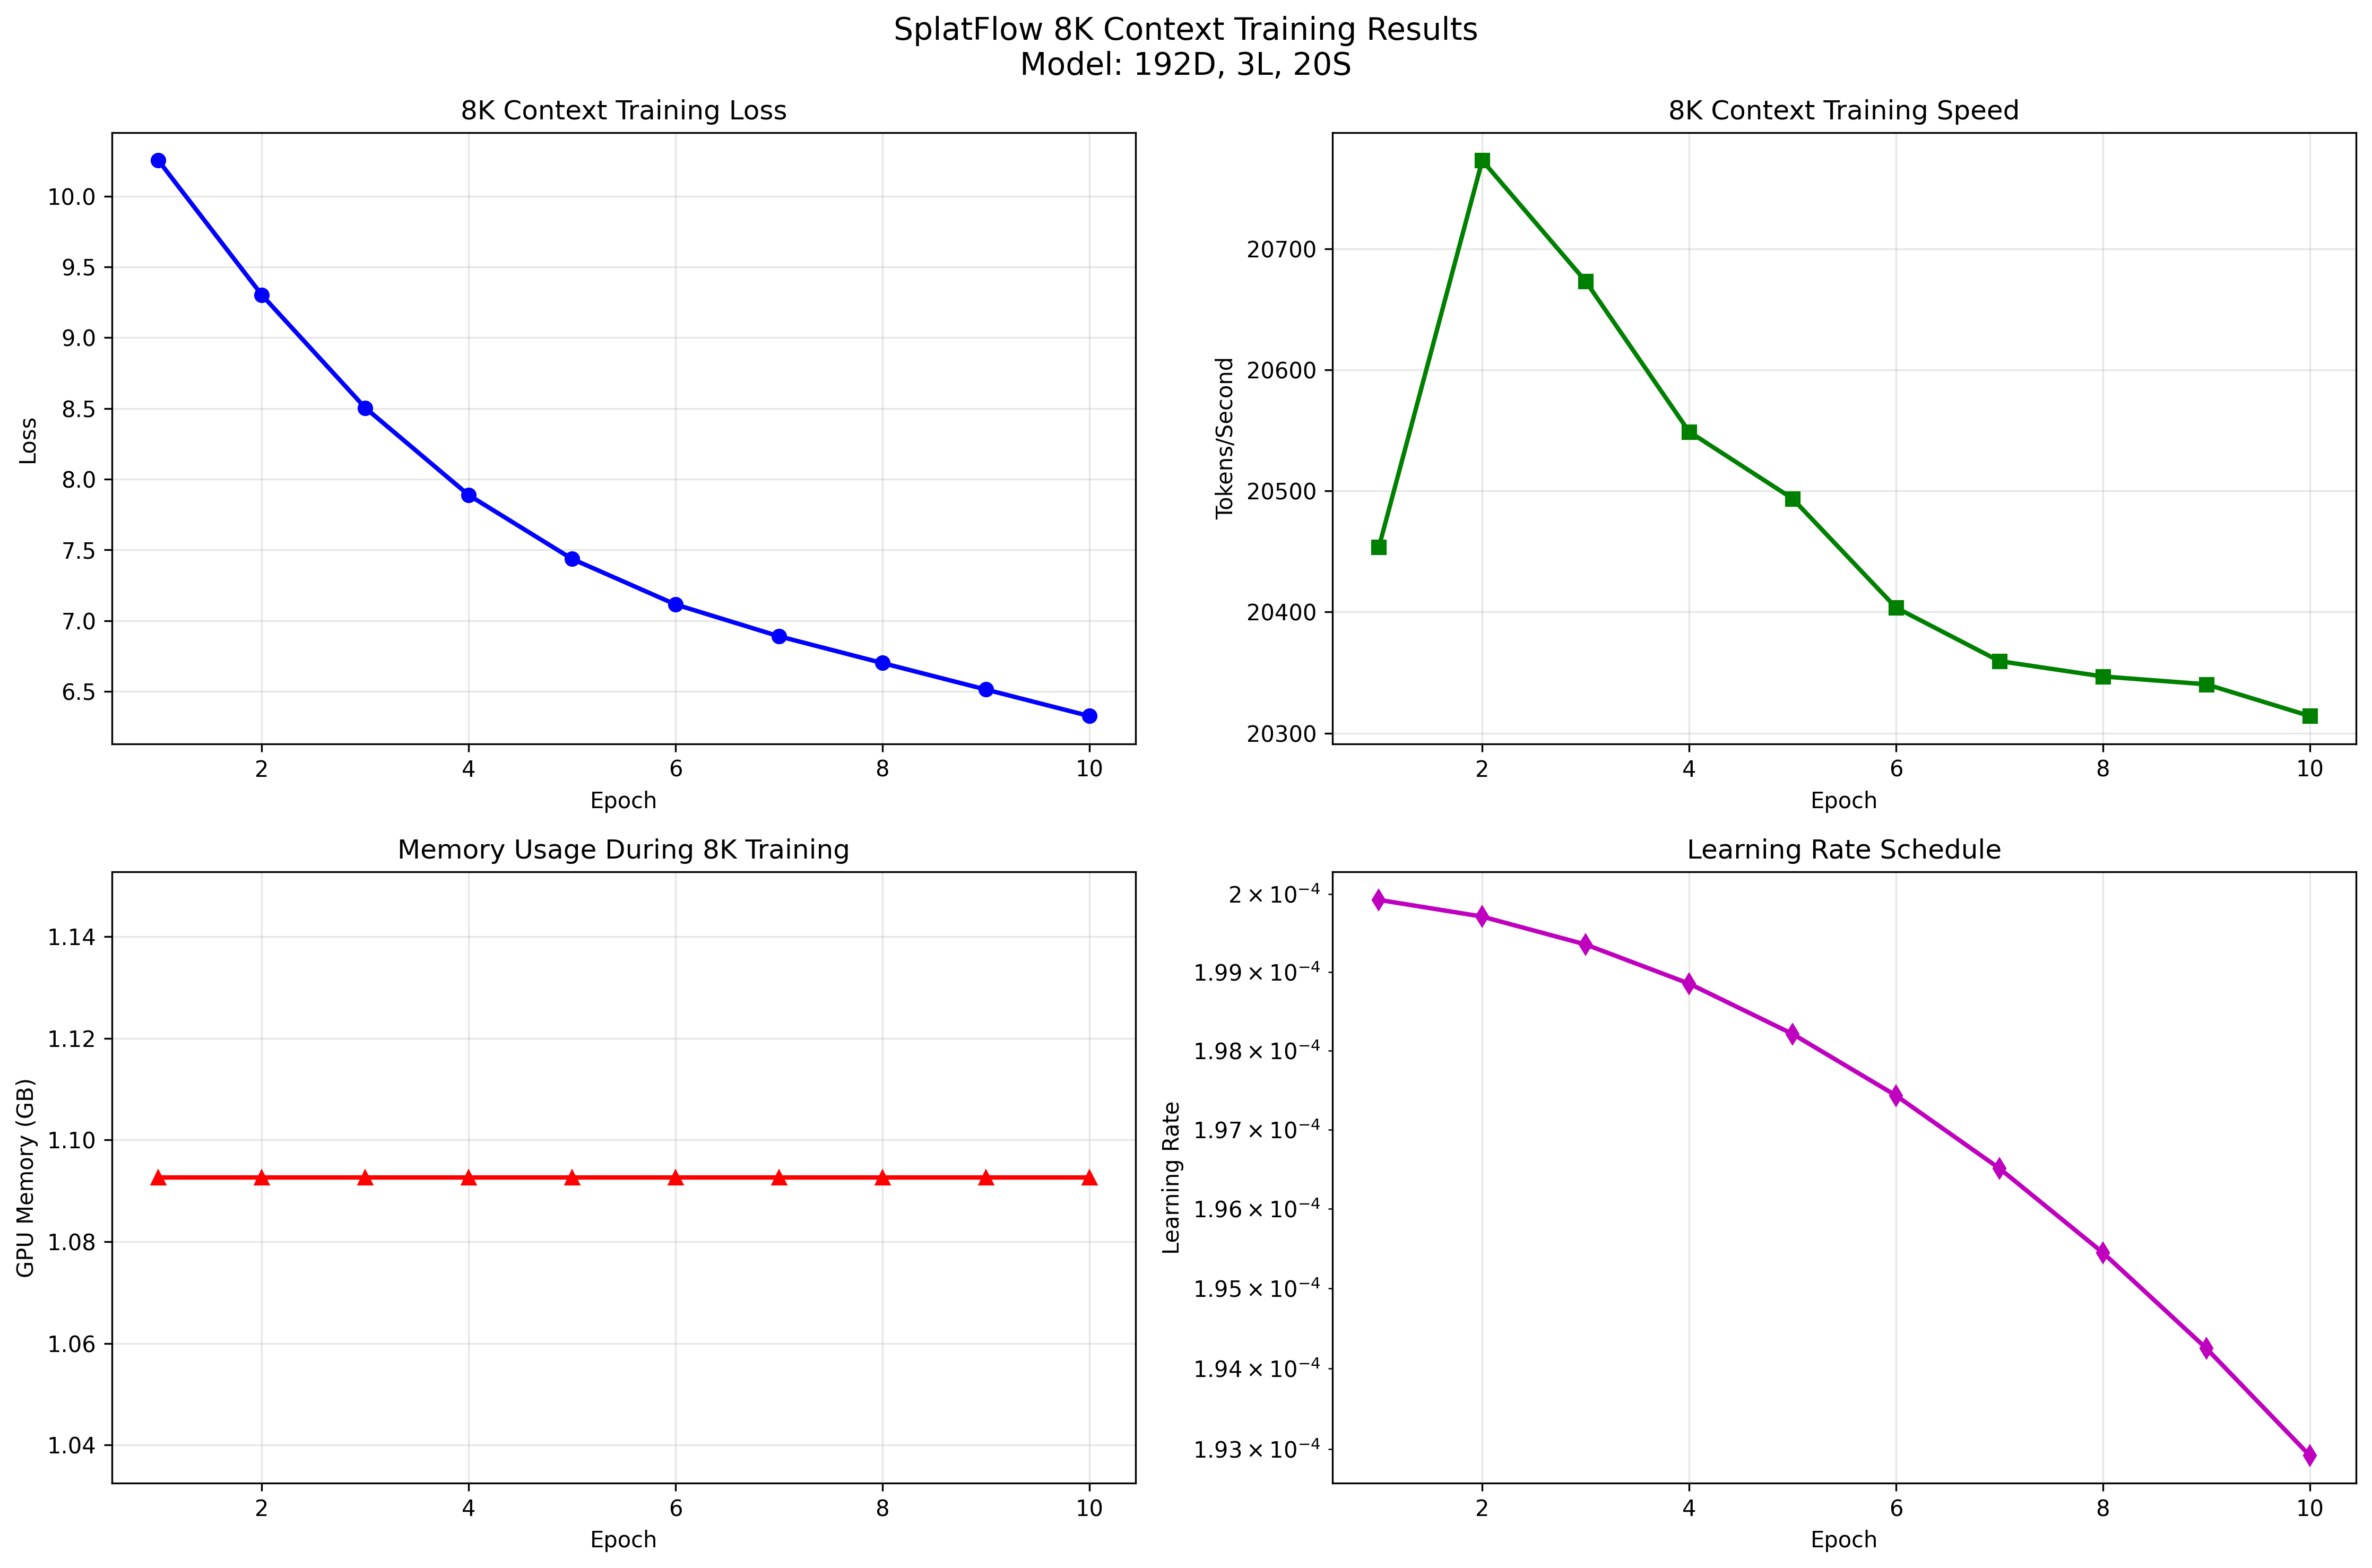 SplatFlow 8K Context Training Results
Model: 192D, 3L, 20S
8K Context Training Loss
Loss
10.0
9.5
9.0
8.5
8.0
7.5
7.0
6.5
2 4 6 8 10
Epoch
8K Context Training Speed
Tokens/Second
20700
20600
20500
20400
20300
2 4 6 8 10
Epoch
Memory Usage During 8K Training
GPU Memory (GB)
1.14
1.12
1.10
1.08
1.06
1.04
2 4 6 8 10
Epoch
Learning Rate Schedule
Learning Rate
2 × 10⁻⁴
1.99 × 10⁻⁴
1.98 × 10⁻⁴
1.97 × 10⁻⁴
1.96 × 10⁻⁴
1.95 × 10⁻⁴
1.94 × 10⁻⁴
1.93 × 10⁻⁴
2 4 6 8 10
Epoch